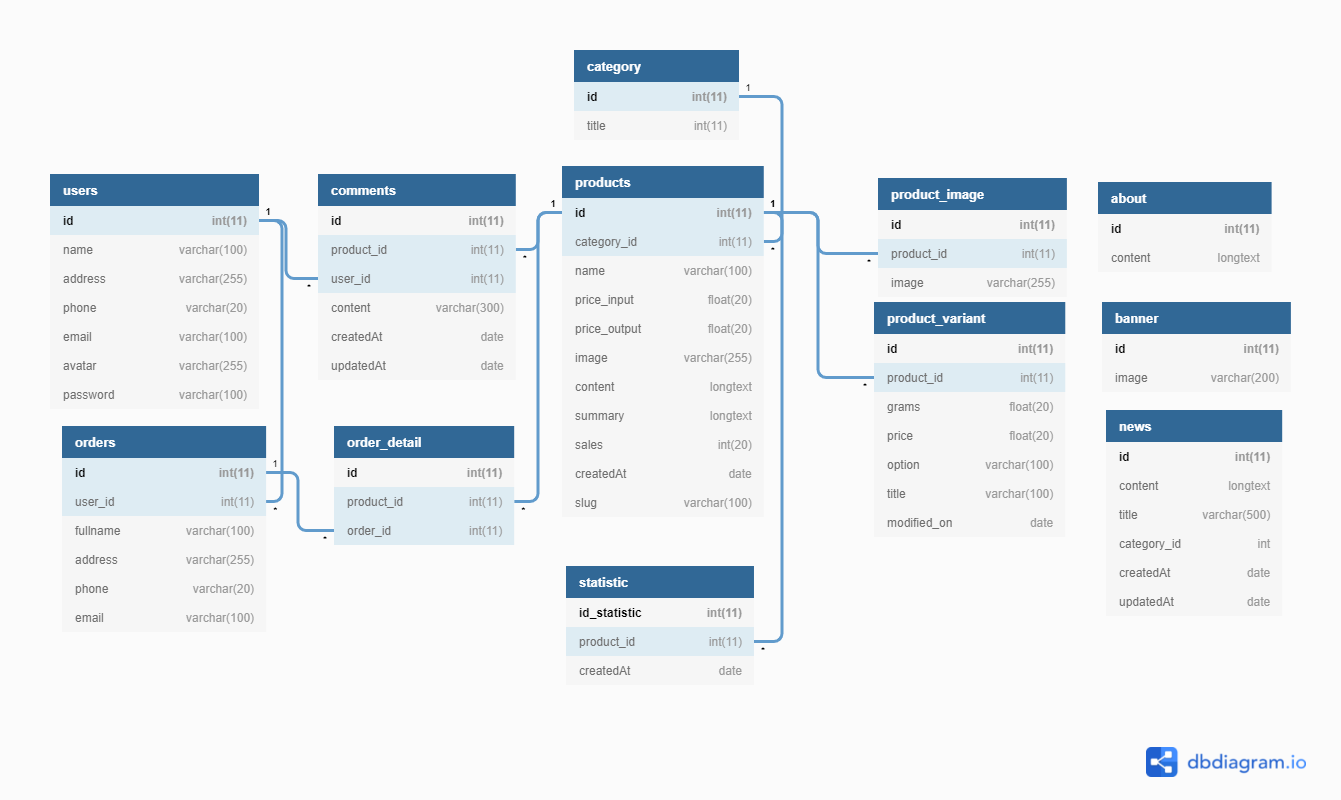 category
id int(11)
title int(11)
users
id int(11)
name varchar(100)
address varchar(255)
phone varchar(20)
email varchar(100)
avatar varchar(255)
password varchar(100)
comments
id int(11)
product_id int(11)
user_id int(11)
content varchar(300)
createdAt date
updatedAt date
products
id int(11)
category_id int(11)
name varchar(100)
price_input float(20)
price_output float(20)
image varchar(255)
content longtext
summary longtext
sales int(20)
createdAt date
slug varchar(100)
product_image
id int(11)
product_id int(11)
image varchar(255)
about
id int(11)
content longtext
product_variant
id int(11)
product_id int(11)
grams float(20)
price float(20)
option varchar(100)
title varchar(100)
modified_on date
banner
id int(11)
image varchar(200)
news
id int(11)
content longtext
title varchar(500)
category_id int
createdAt date
updatedAt date
orders
id int(11)
user_id int(11)
fullname varchar(100)
address varchar(255)
phone varchar(20)
email varchar(100)
order_detail
id int(11)
product_id int(11)
order_id int(11)
statistic
id_statistic int(11)
product_id int(11)
createdAt date
1
1
1
1
1
*
*
*
*
*
*
*
*
*
dbdiagram.io